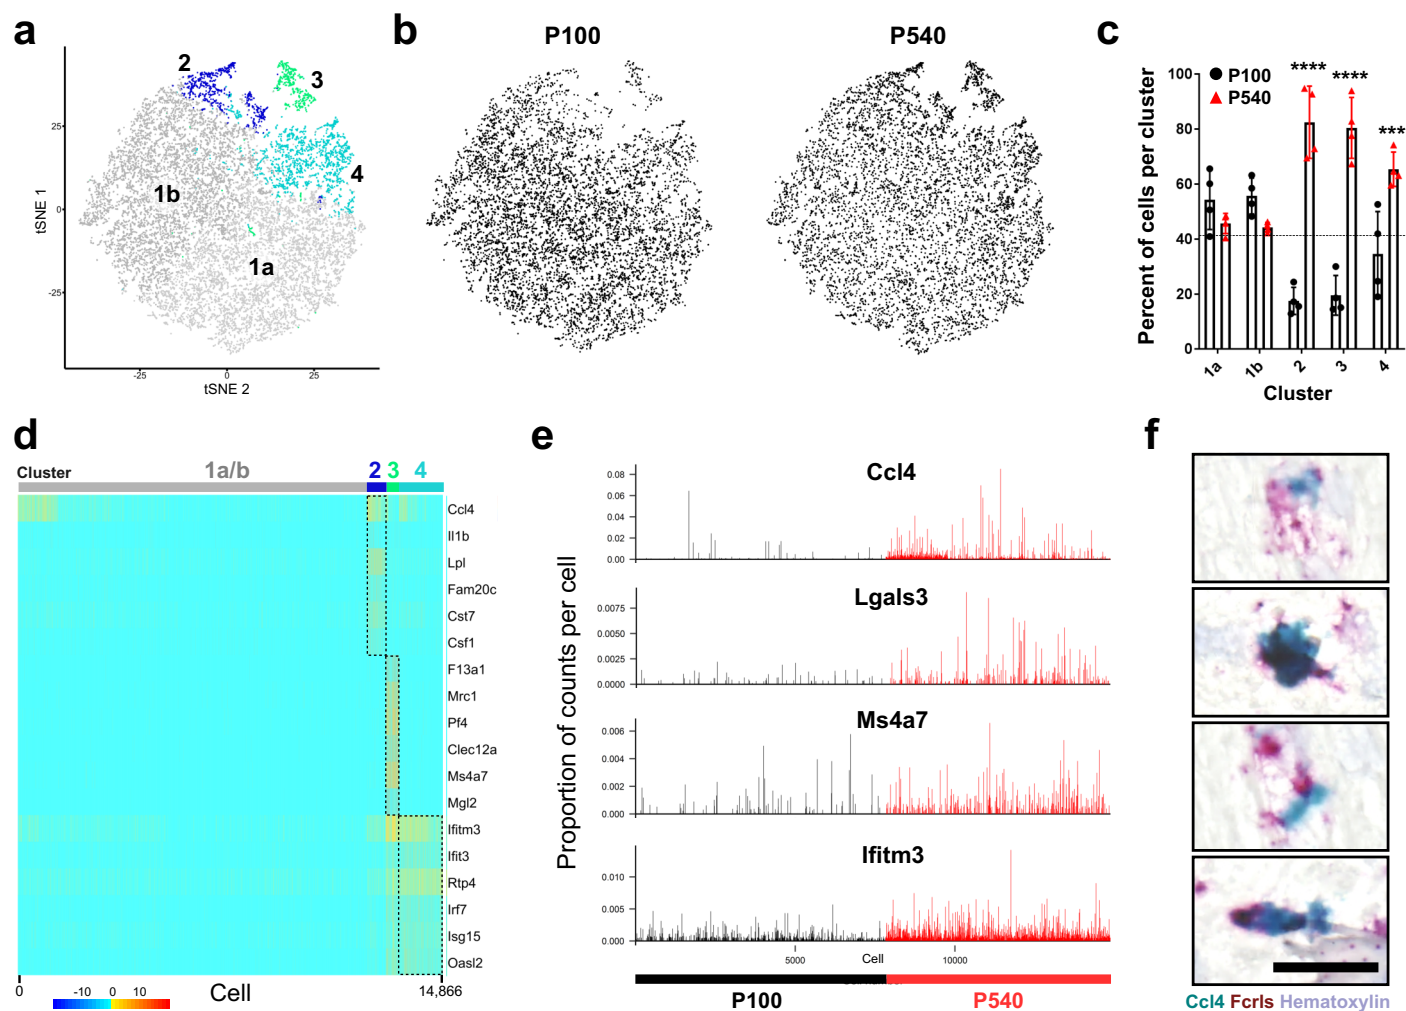 a
2
3
4
1b
1a
25
0
-25
-25
0
25
tSNE 1
tSNE 2
b
P100
P540
c
P100
P540
****
****
***
100
80
60
40
20
0
Percent of cells per cluster
1a
1b
2
3
4
Cluster
d
Cluster
1a/b
2
3
4
Ccl4
Il1b
Lpl
Fam20c
Cst7
Csf1
F13a1
Mrc1
Pf4
Clec12a
Ms4a7
Mgl2
Ifitm3
Ifit3
Rtp4
Irf7
Isg15
Oasl2
0
Cell
14,866
-10
0
10
e
Proportion of counts per cell
Ccl4
0.08
0.06
0.04
0.02
0.00
Lgals3
0.0075
0.0050
0.0025
0.0000
Ms4a7
0.006
0.004
0.002
0.000
Ifitm3
0.010
0.005
0.000
5000
Cell
10000
P100
P540
f
Ccl4 Fcrls Hematoxylin